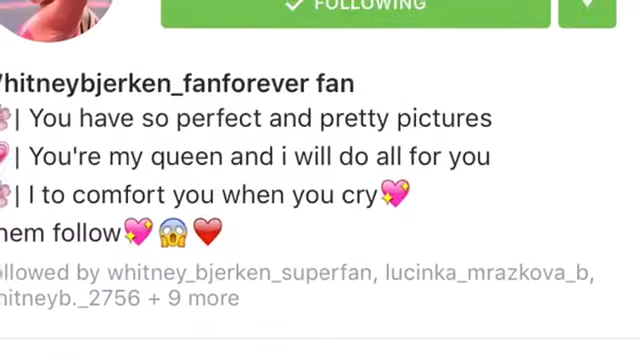 FOLLOWING
hitneybjerken_fanforever fan
| You have so perfect and pretty pictures
| You're my queen and i will do all for you
| I to comfort you when you cry💖
hem follow💖😱❤️
ollowed by whitney_bjerken_superfan, lucinka_mrazkova_b,
hitneyb._2756 + 9 more